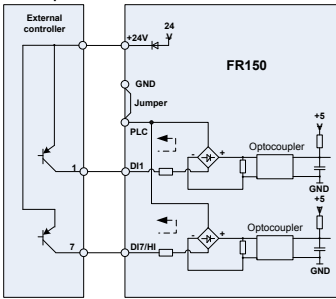 External
controller
+24V
24
V
FR150
GND
Jumper
PLC
+5
V
Optocoupler
1
DI1
- +
GND
+5
V
Optocoupler
7
DI7/HI
- +
GND